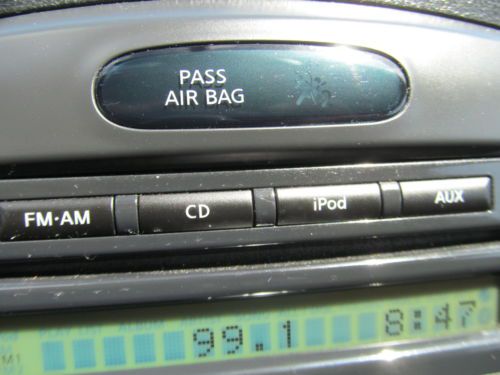 PASS
AIR BAG
FM·AM CD iPod AUX
99.1 8:47